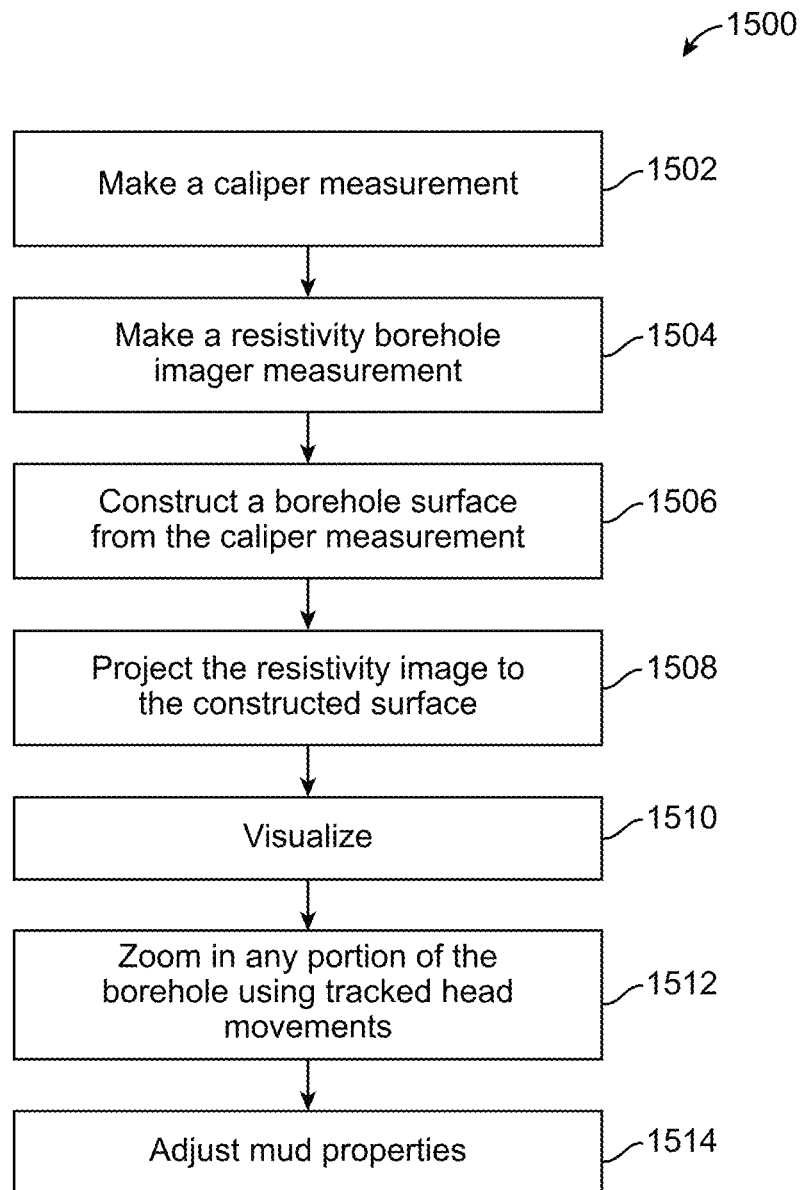 1500
Make a caliper measurement
1502
Make a resistivity borehole
imager measurement
1504
Construct a borehole surface
from the caliper measurement
1506
Project the resistivity image to
the constructed surface
1508
Visualize
1510
Zoom in any portion of the
borehole using tracked head
movements
1512
Adjust mud properties
1514